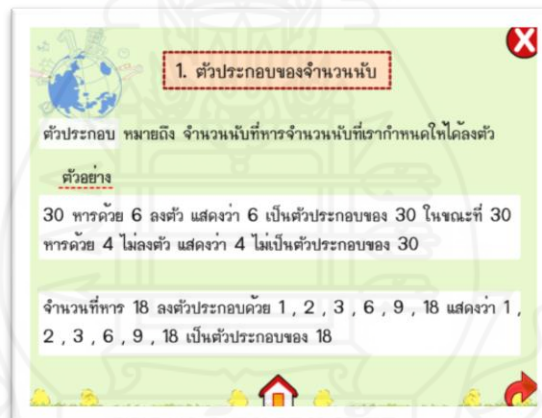 1. ตัวประกอบของจำนวนนับ
ตัวประกอบ หมายถึง จำนวนนับที่หารจำนวนนับที่เรากำหนดให้ได้ลงตัว
ตัวอย่าง
30 หารด้วย 6 ลงตัว แสดงว่า 6 เป็นตัวประกอบของ 30 ในขณะที่ 30
หารด้วย 4 ไม่ลงตัว แสดงว่า 4 ไม่เป็นตัวประกอบของ 30
จำนวนที่หาร 18 ลงตัวประกอบด้วย 1 , 2 , 3 , 6 , 9 , 18 แสดงว่า 1 ,
2 , 3 , 6 , 9 , 18 เป็นตัวประกอบของ 18